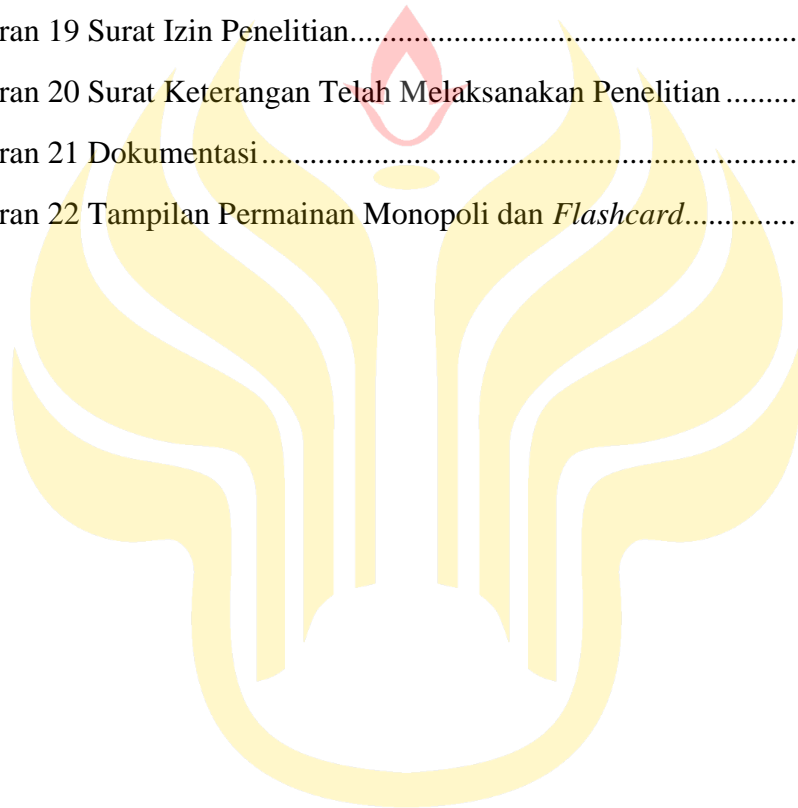 ran 19 Surat Izin Penelitian...............................................................................
ran 20 Surat Keterangan Telah Melaksanakan Penelitian ..........
ran 21 Dokumentasi................................................................................
ran 22 Tampilan Permainan Monopoli dan Flashcard..............